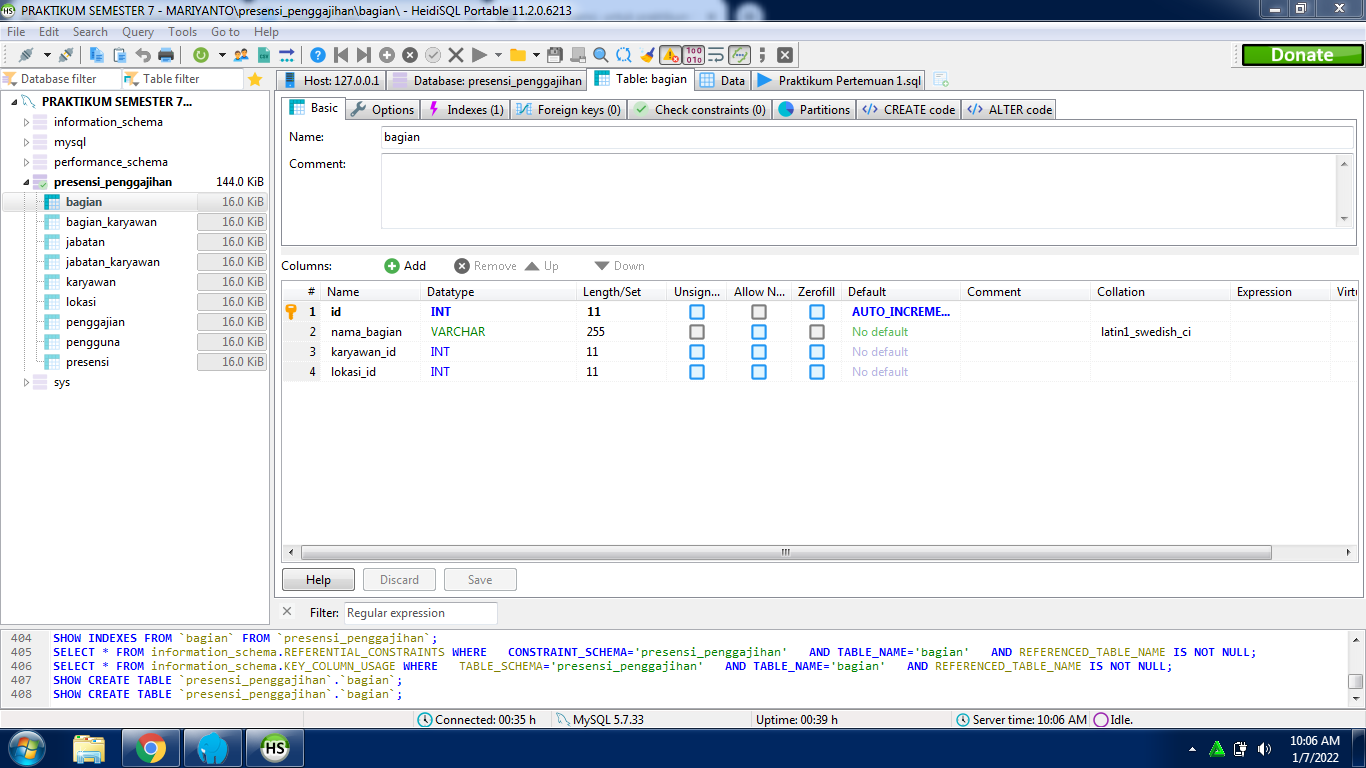 PRAKTIKUM SEMESTER 7 - MARIYANTO\presensi_penggajihan\bagian\ - HeidiSQL Portable 11.2.0.6213
File Edit Search Query Tools Go to Help
Donate
Database filter Table filter
Host: 127.0.0.1 Database: presensi_penggajihan Table: bagian Data Praktikum Pertemuan 1.sql
PRAKTIKUM SEMESTER 7...
information_schema
mysql
performance_schema
presensi_penggajihan 144.0 KiB
bagian 16.0 KiB
bagian_karyawan 16.0 KiB
jabatan 16.0 KiB
jabatan_karyawan 16.0 KiB
karyawan 16.0 KiB
lokasi 16.0 KiB
penggajian 16.0 KiB
pengguna 16.0 KiB
presensi 16.0 KiB
sys
Basic Options Indexes (1) Foreign keys (0) Check constraints (0) Partitions CREATE code ALTER code
Name: bagian
Comment:
Columns: Add Remove Up Down
# Name Datatype Length/Set Unsign... Allow N... Zerofill Default Comment Collation Expression Virtu
1 id INT 11 AUTO_INCREME...
2 nama_bagian VARCHAR 255 No default latin1_swedish_ci
3 karyawan_id INT 11 No default
4 lokasi_id INT 11 No default
Help Discard Save
Filter: Regular expression
404 SHOW INDEXES FROM `bagian` FROM `presensi_penggajihan`;
405 SELECT * FROM information_schema.REFERENTIAL_CONSTRAINTS WHERE CONSTRAINT_SCHEMA='presensi_penggajihan' AND TABLE_NAME='bagian' AND REFERENCED_TABLE_NAME IS NOT NULL;
406 SELECT * FROM information_schema.KEY_COLUMN_USAGE WHERE TABLE_SCHEMA='presensi_penggajihan' AND TABLE_NAME='bagian' AND REFERENCED_TABLE_NAME IS NOT NULL;
407 SHOW CREATE TABLE `presensi_penggajihan`.`bagian`;
408 SHOW CREATE TABLE `presensi_penggajihan`.`bagian`;
Connected: 00:35 h MySQL 5.7.33 Uptime: 00:39 h Server time: 10:06 AM Idle.
HS
10:06 AM
1/7/2022